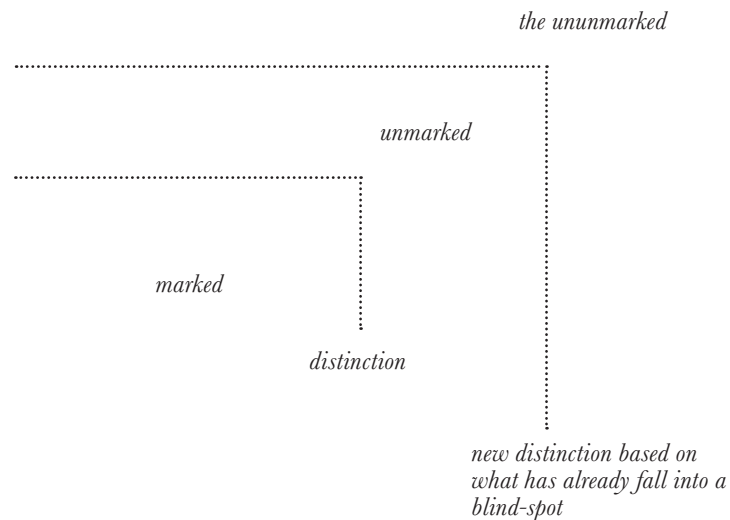 the ununmarked
unmarked
marked
distinction
new distinction based on
what has already fall into a
blind-spot